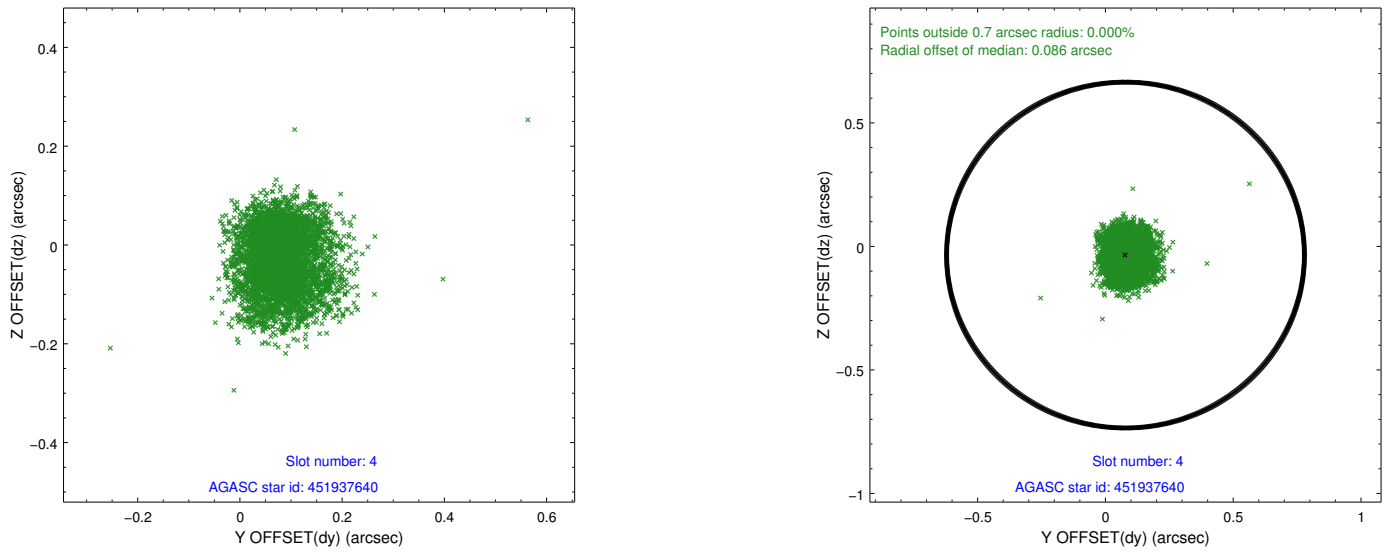 0.4
0.2
0
−0.2
−0.4
Z OFFSET(dz) (arcsec)
Slot number: 4
AGASC star id: 451937640
−0.2
0
0.2
0.4
0.6
Y OFFSET(dy) (arcsec)
Points outside 0.7 arcsec radius: 0.000%
Radial offset of median: 0.086 arcsec
0.5
0
−0.5
−1
Z OFFSET(dz) (arcsec)
Slot number: 4
AGASC star id: 451937640
−0.5
0
0.5
1
Y OFFSET(dy) (arcsec)